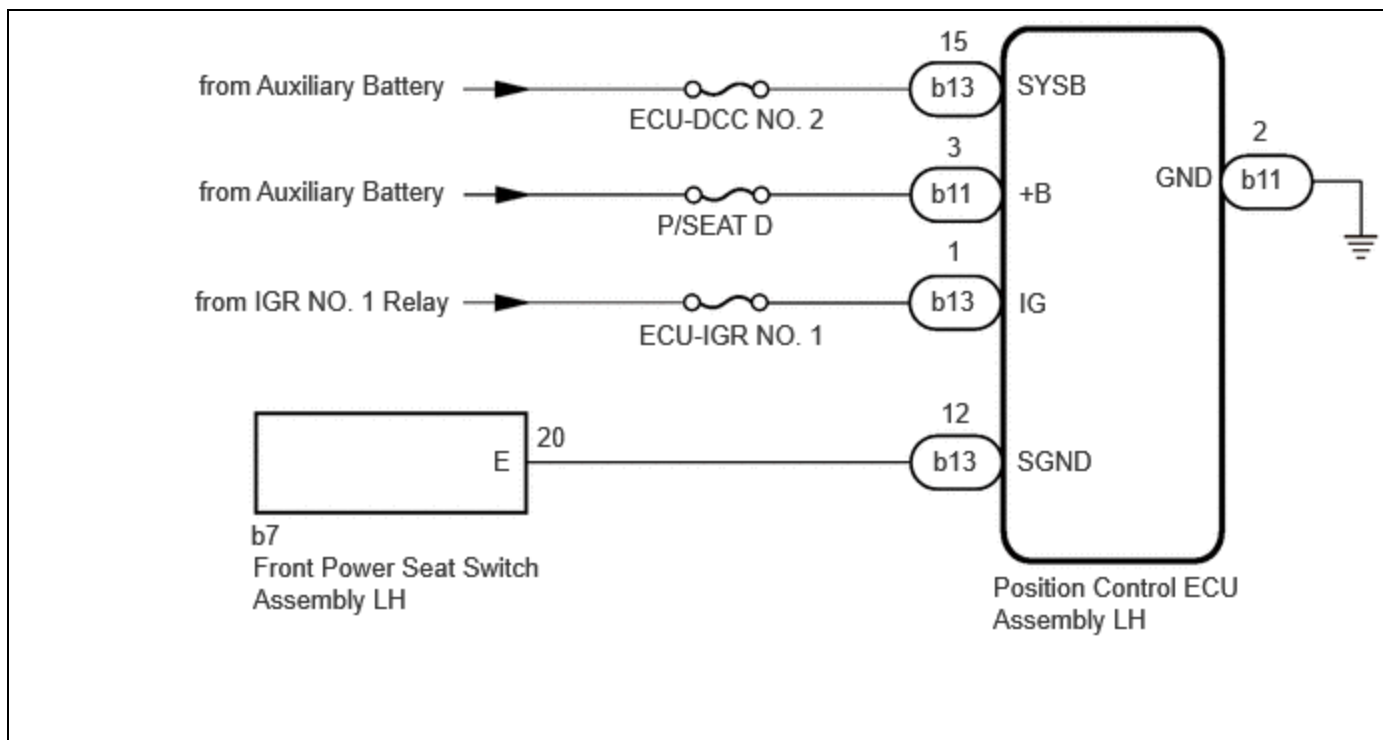 15
from Auxiliary Battery
b13
SYSB
ECU-DCC NO. 2
3
from Auxiliary Battery
b11
+B
P/SEAT D
2
GND
b11
1
from IGR NO. 1 Relay
b13
IG
ECU-IGR NO. 1
12
E
20
b13
SGND
b7
Front Power Seat Switch
Assembly LH
Position Control ECU
Assembly LH